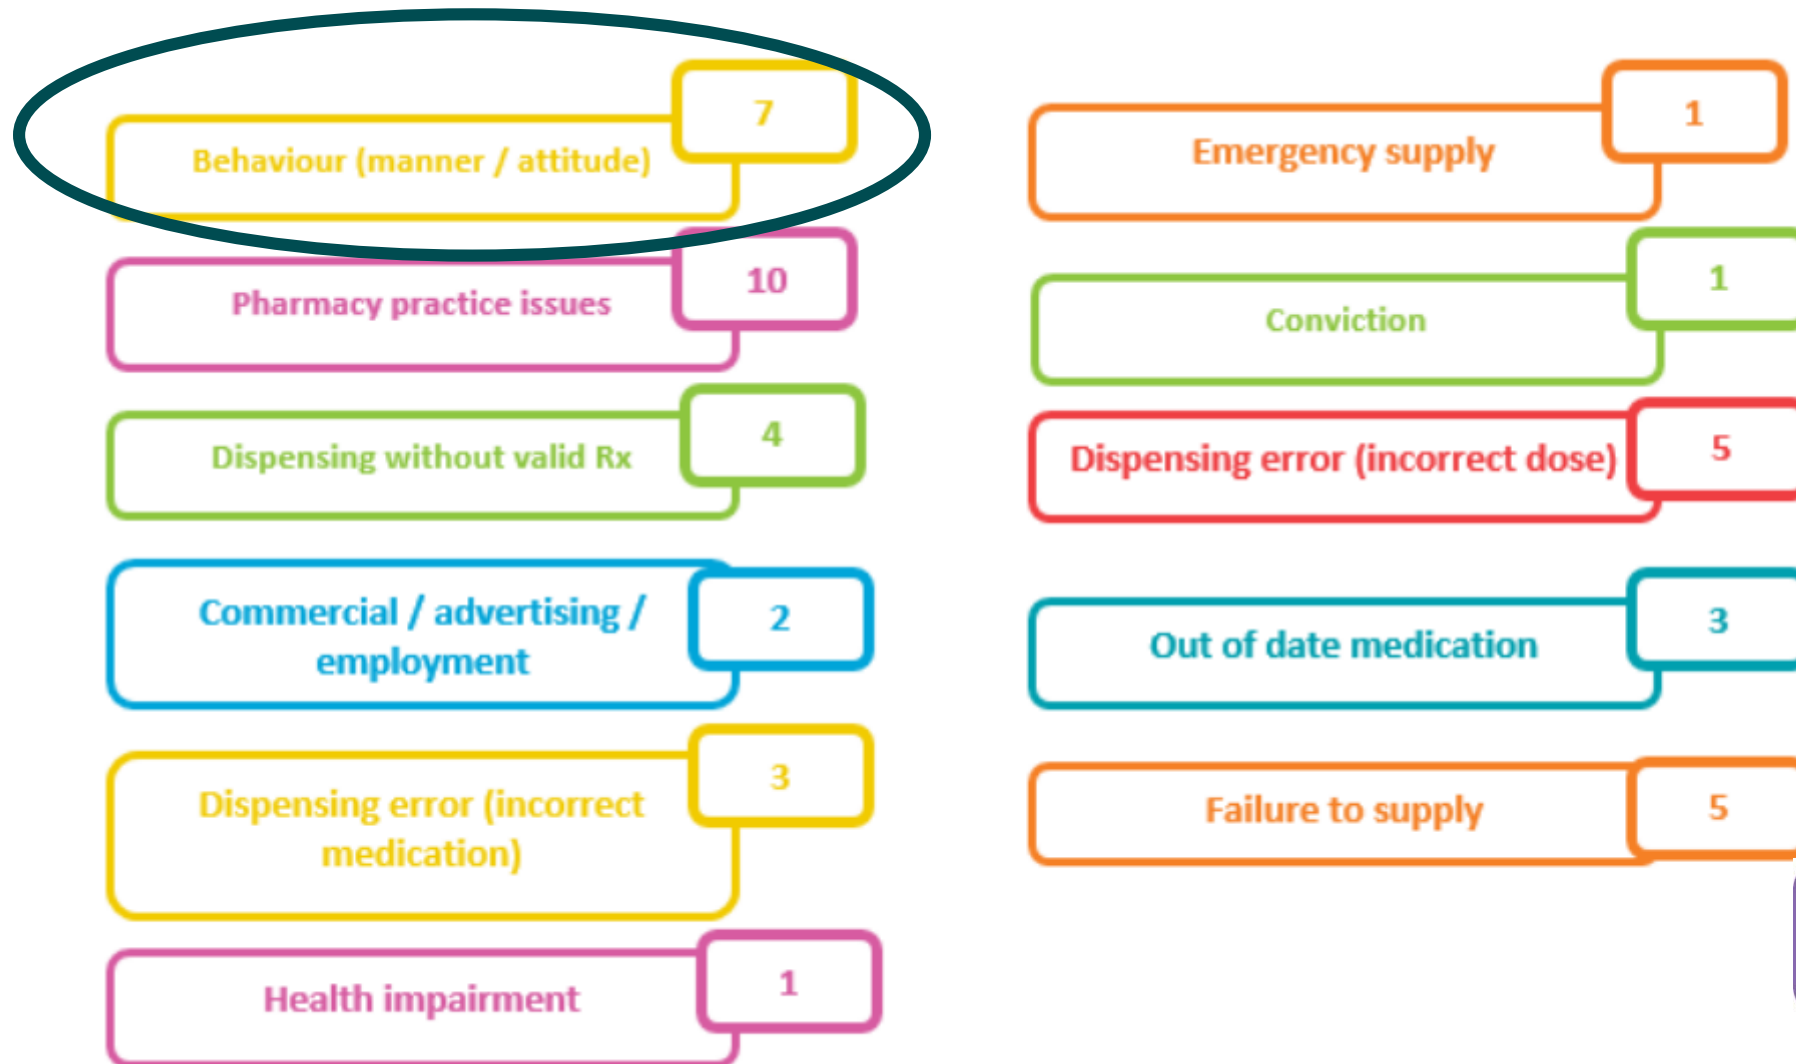 7
Behaviour (manner / attitude)
10
Pharmacy practice issues
4
Dispensing without valid Rx
2
Commercial / advertising /
employment
3
Dispensing error (incorrect
medication)
1
Health impairment
1
Emergency supply
1
Conviction
5
Dispensing error (incorrect dose)
3
Out of date medication
5
Failure to supply